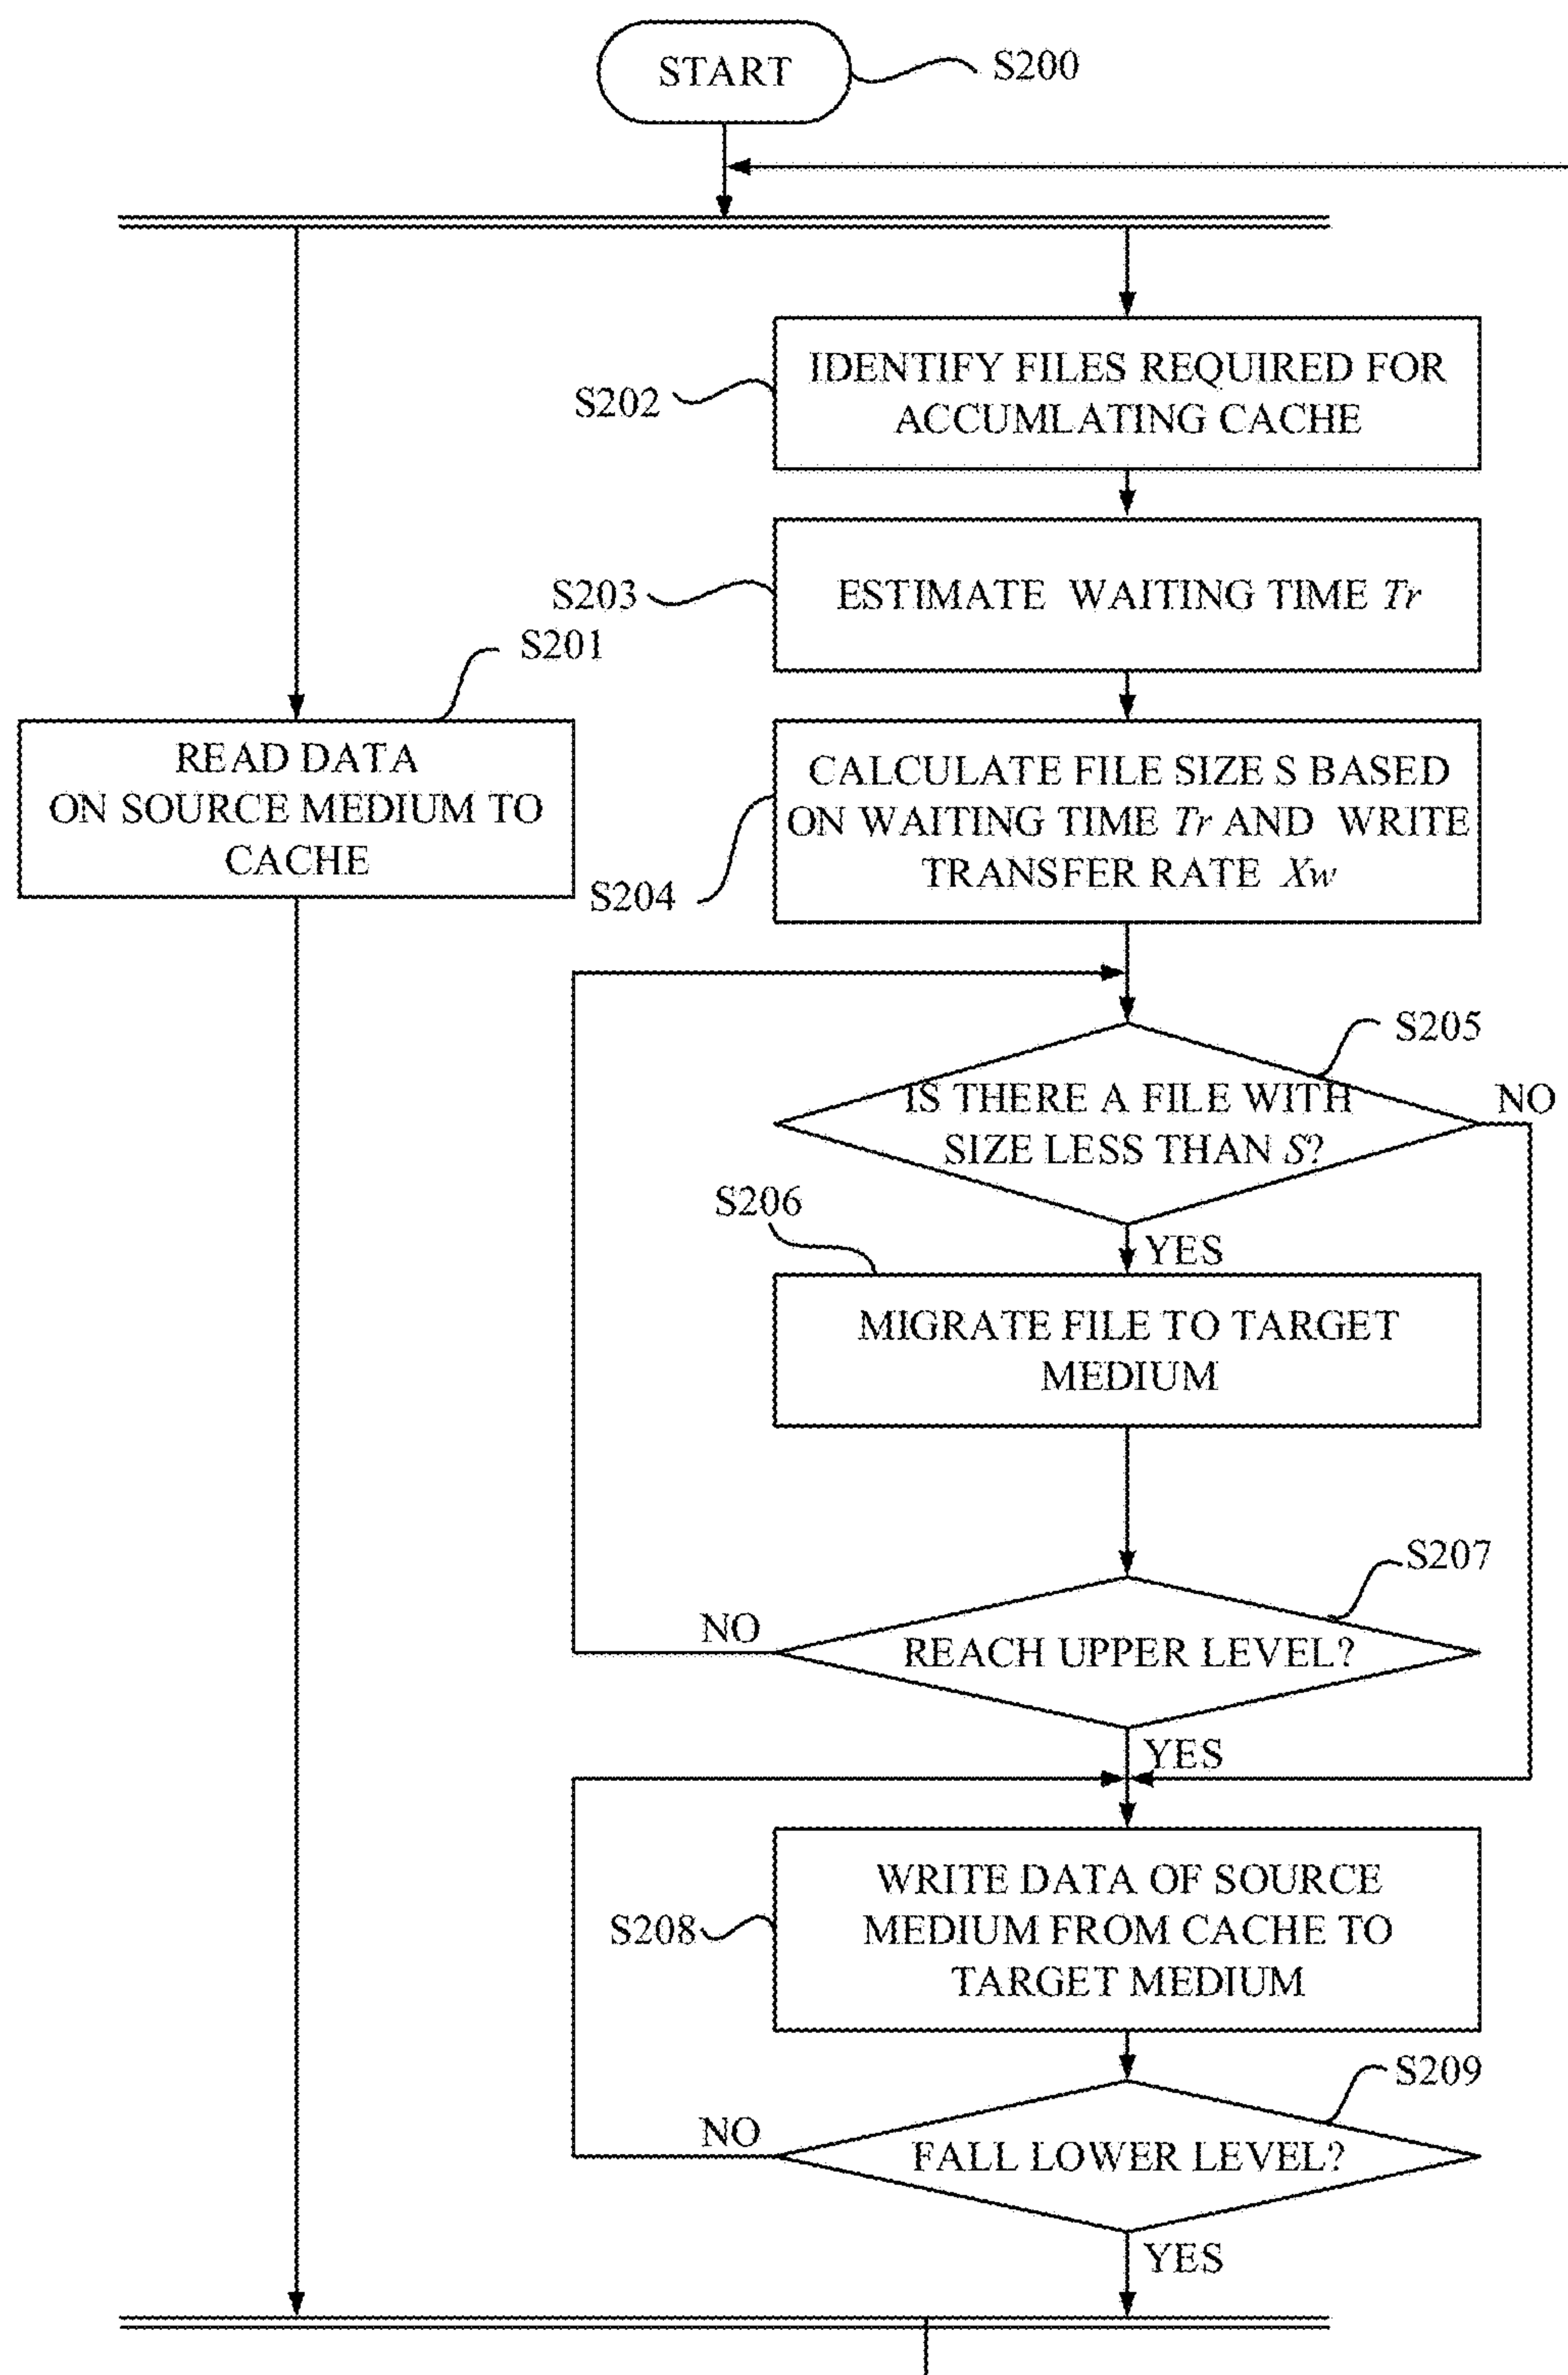 START
S200
IDENTIFY FILES REQUIRED FOR
ACCUMLATING CACHE
S202
ESTIMATE WAITING TIME Tr
S203
S201
READ DATA
ON SOURCE MEDIUM TO
CACHE
CALCULATE FILE SIZE S BASED
ON WAITING TIME Tr AND WRITE
TRANSFER RATE Xw
S204
S205
IS THERE A FILE WITH
SIZE LESS THAN S?
NO
S206
YES
MIGRATE FILE TO TARGET
MEDIUM
S207
NO
REACH UPPER LEVEL?
YES
WRITE DATA OF SOURCE
MEDIUM FROM CACHE TO
TARGET MEDIUM
S208
S209
NO
FALL LOWER LEVEL?
YES